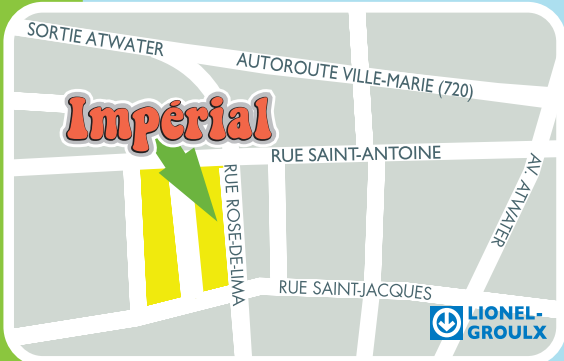 SORTIE ATWATER
AUTOROUTE VILLE-MARIE (720)
Impérial
RUE SAINT-ANTOINE
RUE ROSE-DE-LIMA
AV. ATWATER
RUE SAINT-JACQUES
LIONEL-
GROULX